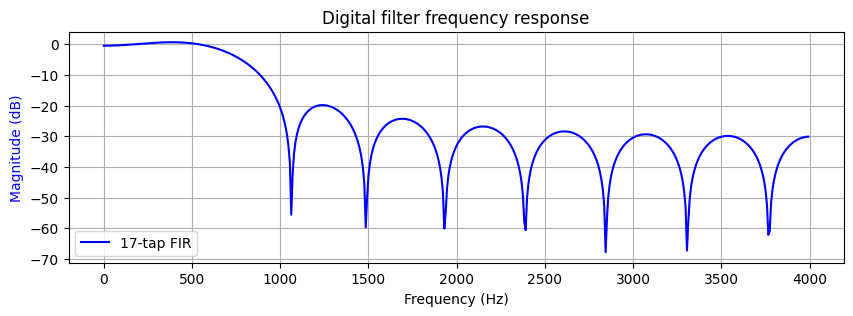 Digital filter frequency response
Magnitude (dB)
0
−10
−20
−30
−40
−50
−60
−70
17-tap FIR
0 500 1000 1500 2000 2500 3000 3500 4000
Frequency (Hz)